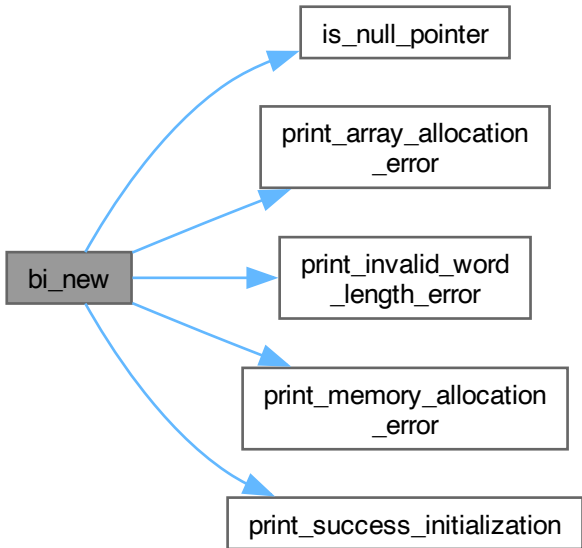 is_null_pointer
print_array_allocation
_error
bi_new
print_invalid_word
_length_error
print_memory_allocation
_error
print_success_initialization